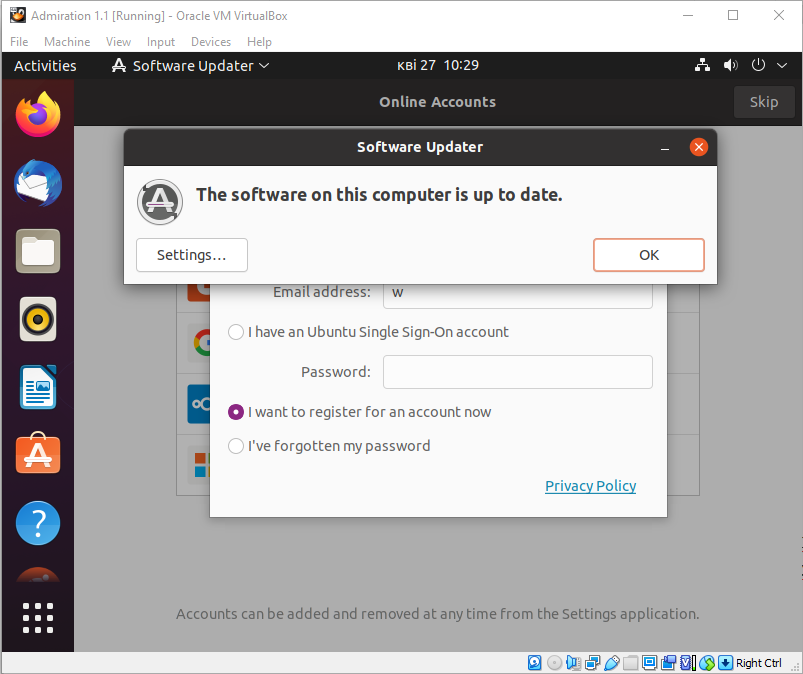 Admiration 1.1 [Running] - Oracle VM VirtualBox
File Machine View Input Devices Help
Activities Software Updater кві 27 10:29
Online Accounts Skip
Software Updater
The software on this computer is up to date.
Settings... OK
Email address: w
I have an Ubuntu Single Sign-On account
Password:
I want to register for an account now
I've forgotten my password
Privacy Policy
Accounts can be added and removed at any time from the Settings application.
Right Ctrl